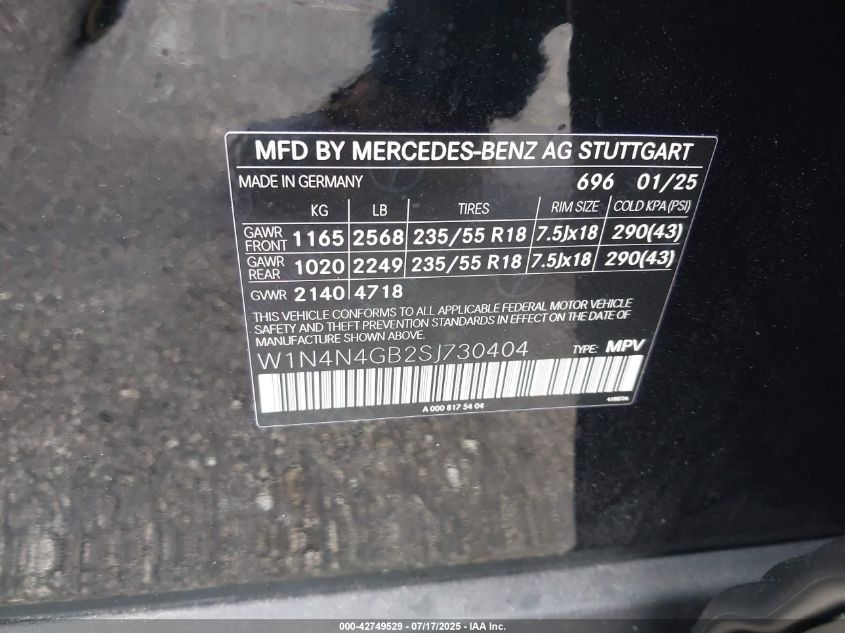 MFD BY MERCEDES-BENZ AG STUTTGART
MADE IN GERMANY 696 01/25
KG LB TIRES RIM SIZE COLD KPA(PSI)
GAWR FRONT 1165 2568 235/55 R18 7.5Jx18 290(43)
GAWR REAR 1020 2249 235/55 R18 7.5Jx18 290(43)
GVWR 2140 4718
THIS VEHICLE CONFORMS TO ALL APPLICABLE FEDERAL MOTOR VEHICLE
SAFETY AND THEFT PREVENTION STANDARDS IN EFFECT ON THE DATE OF
MANUFACTURE SHOWN ABOVE.
W1N4N4GB2SJ730404 TYPE: MPV
A 000 817 54 04
000-42749529 - 07/17/2025 - IAA Inc.